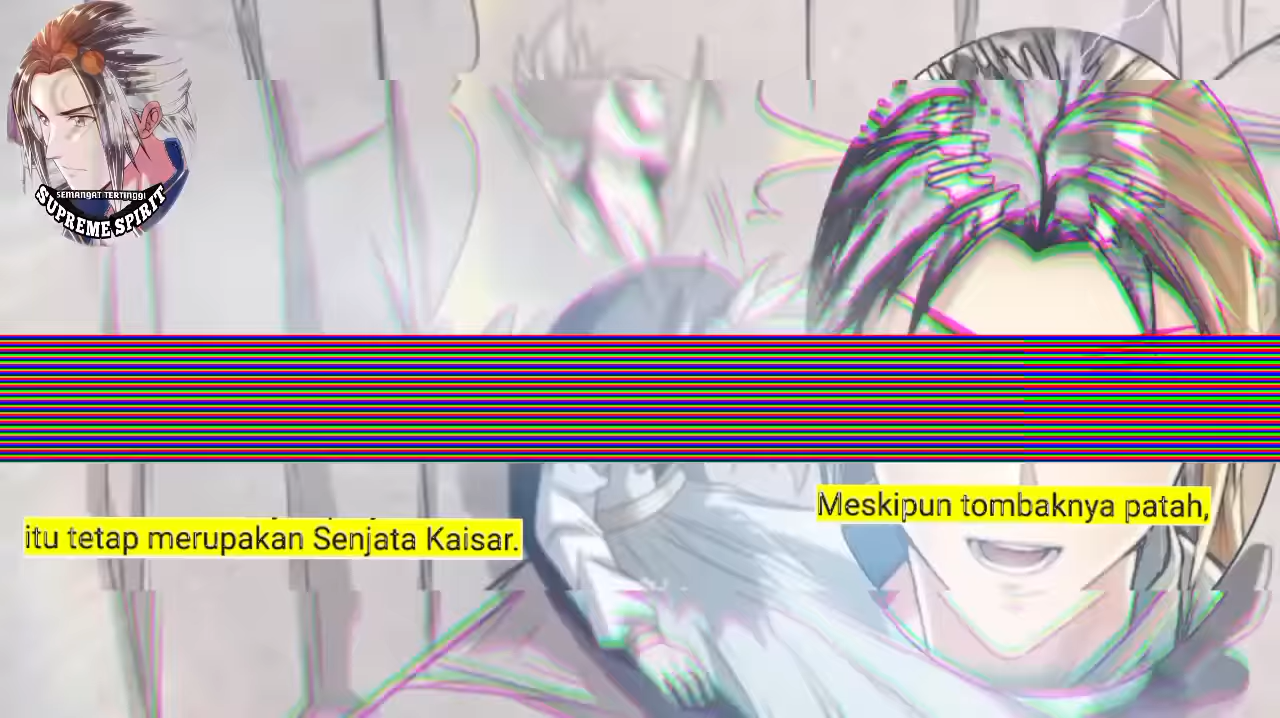 SEMANGAT TERTINGGI
SUPREME SPIRIT
Meskipun tombaknya patah,
itu tetap merupakan Senjata Kaisar.